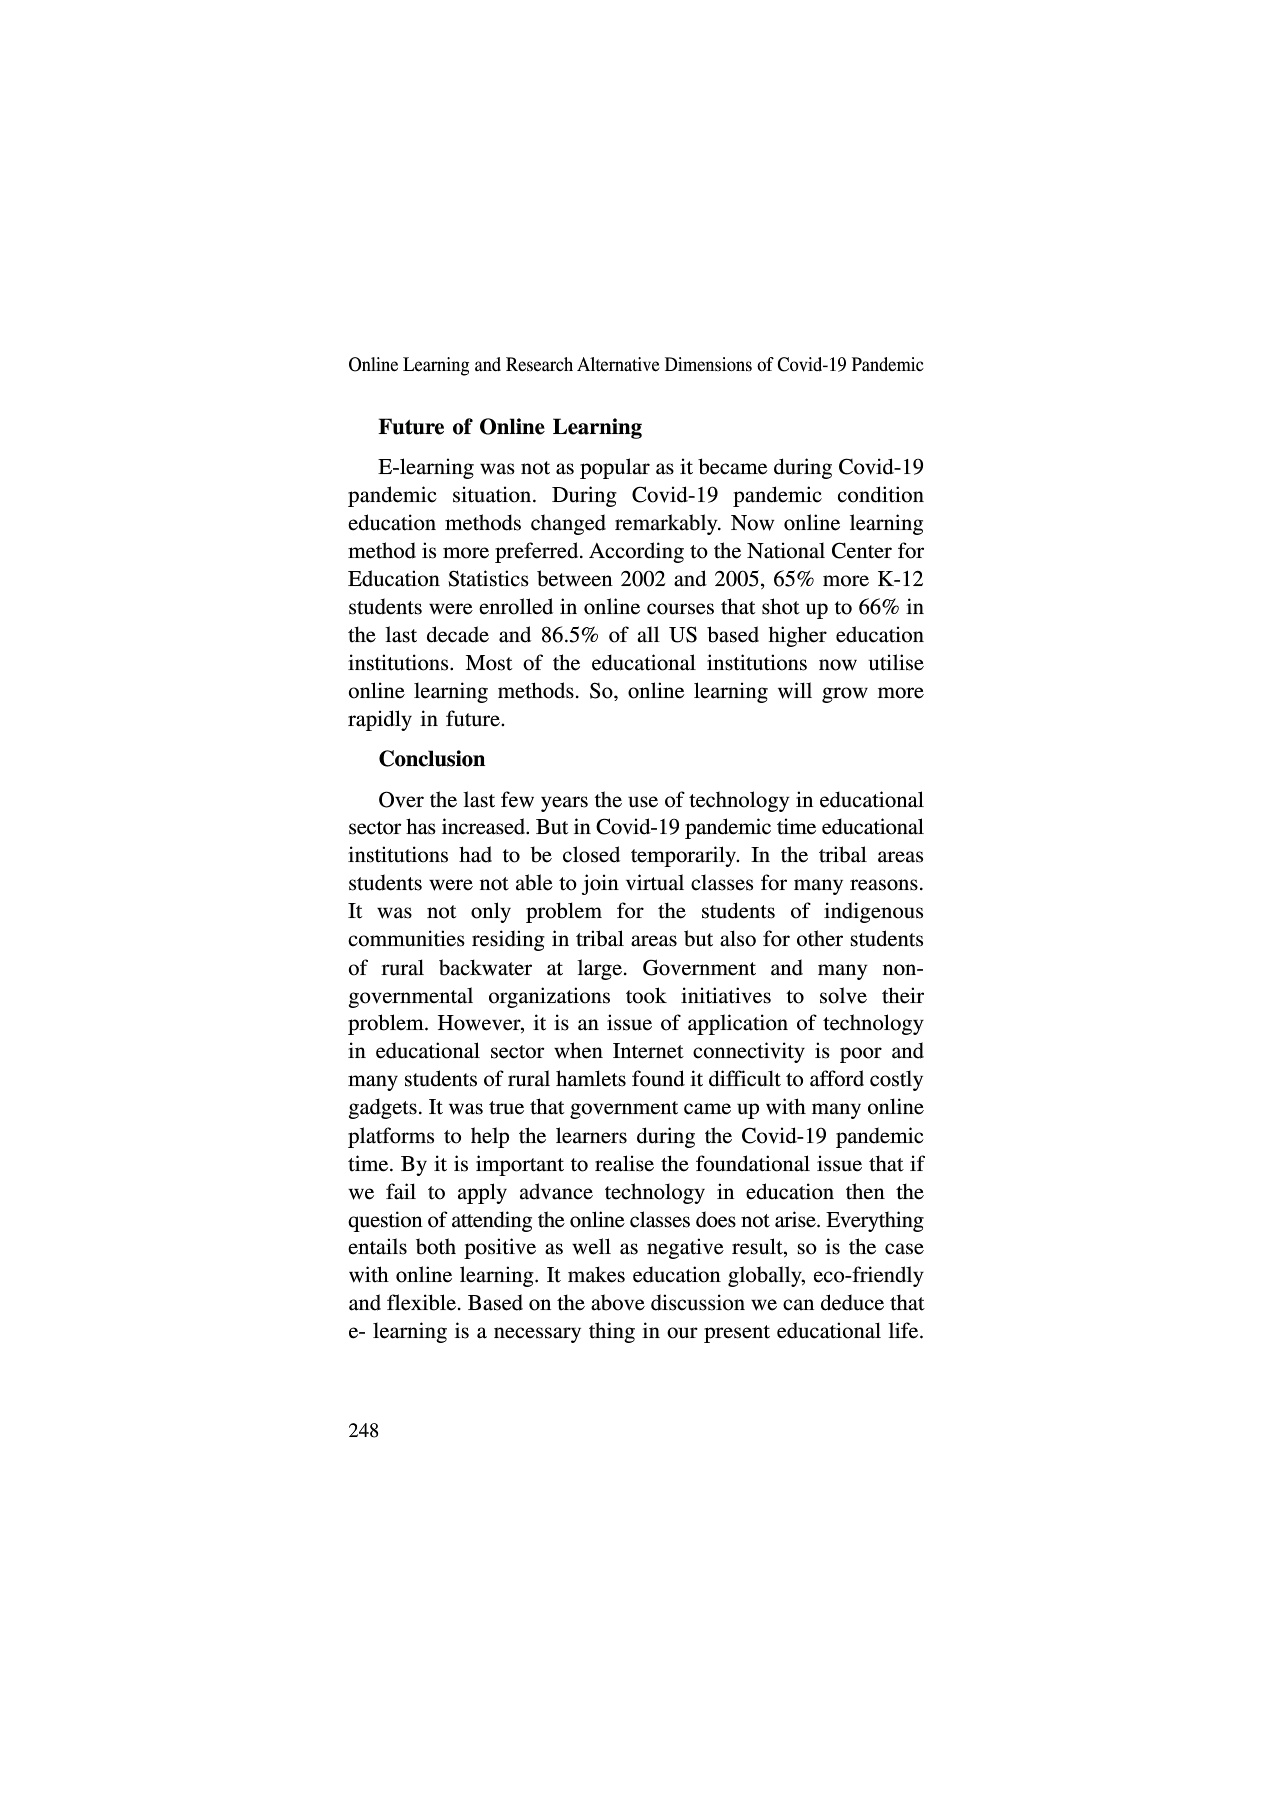 Online Learning and Research Alternative Dimensions of Covid-19 Pandemic
Future of Online Learning
E-learning was not as popular as it became during Covid-19
pandemic situation. During Covid-19 pandemic condition
education methods changed remarkably. Now online learning
method is more preferred. According to the National Center for
Education Statistics between 2002 and 2005, 65% more K-12
students were enrolled in online courses that shot up to 66% in
the last decade and 86.5% of all US based higher education
institutions. Most of the educational institutions now utilise
online learning methods. So, online learning will grow more
rapidly in future.
Conclusion
Over the last few years the use of technology in educational
sector has increased. But in Covid-19 pandemic time educational
institutions had to be closed temporarily. In the tribal areas
students were not able to join virtual classes for many reasons.
It was not only problem for the students of indigenous
communities residing in tribal areas but also for other students
of rural backwater at large. Government and many non-
governmental organizations took initiatives to solve their
problem. However, it is an issue of application of technology
in educational sector when Internet connectivity is poor and
many students of rural hamlets found it difficult to afford costly
gadgets. It was true that government came up with many online
platforms to help the learners during the Covid-19 pandemic
time. By it is important to realise the foundational issue that if
we fail to apply advance technology in education then the
question of attending the online classes does not arise. Everything
entails both positive as well as negative result, so is the case
with online learning. It makes education globally, eco-friendly
and flexible. Based on the above discussion we can deduce that
e- learning is a necessary thing in our present educational life.
248